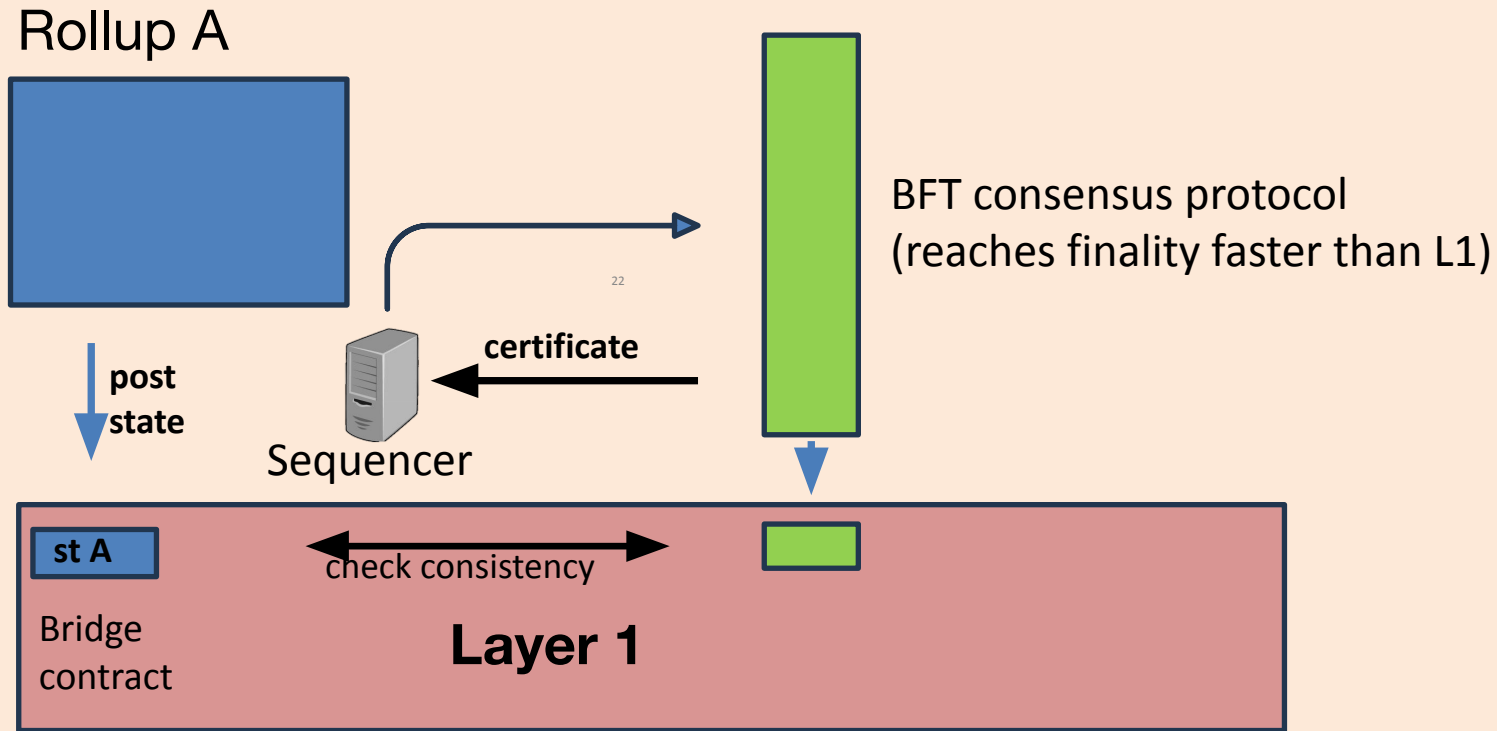 Rollup A
BFT consensus protocol
(reaches finality faster than L1)
22
certificate
post
state
Sequencer
st A
check consistency
Bridge
contract
Layer 1